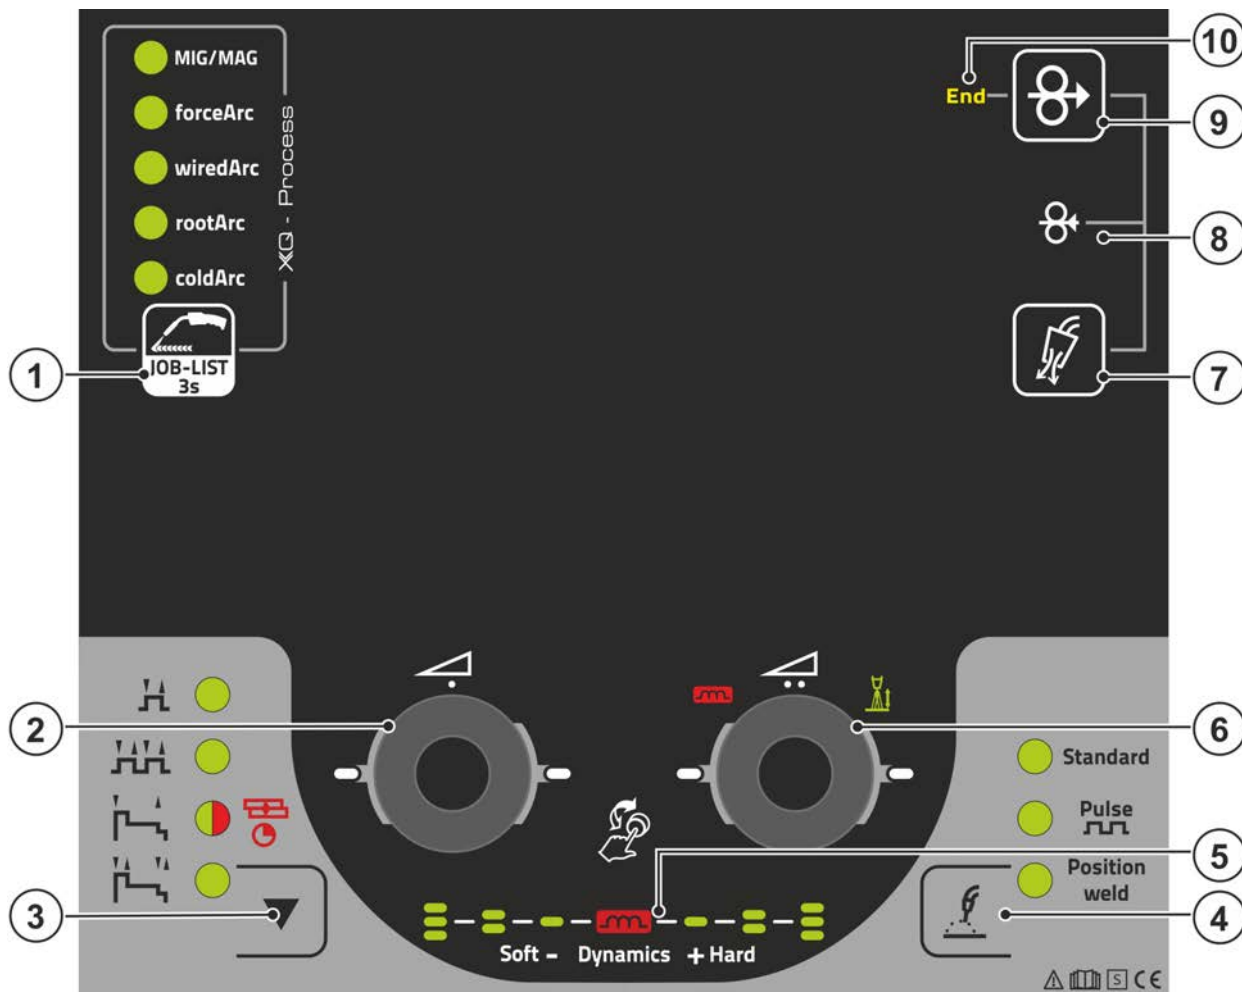 MIG/MAG
forceArc
wiredArc
rootArc
coldArc
XQ - Process
JOB-LIST
3s
1
End
10
9
8
7
2
6
Standard
Pulse
Position
weld
5
3
4
Soft - Dynamics + Hard
S CE